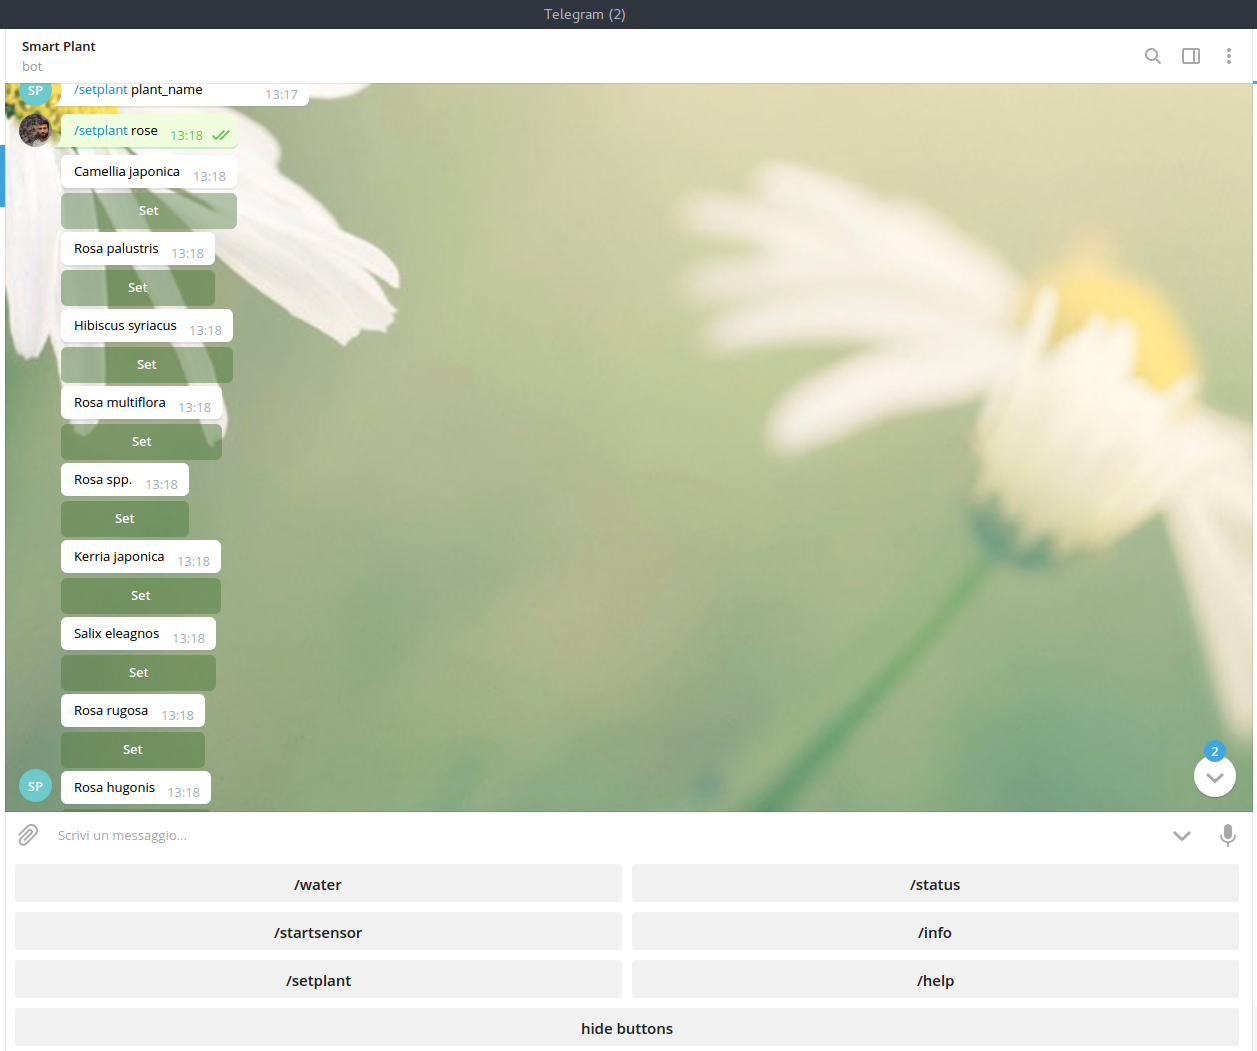 Telegram (2)
Smart Plant
bot
SP
/setplant plant_name 13:17
/setplant rose 13:18
Camellia japonica 13:18
Set
Rosa palustris 13:18
Set
Hibiscus syriacus 13:18
Set
Rosa multiflora 13:18
Set
Rosa spp. 13:18
Set
Kerria japonica 13:18
Set
Salix eleagnos 13:18
Set
Rosa rugosa 13:18
Set
SP
Rosa hugonis 13:18
2
Scrivi un messaggio...
/water
/status
/startsensor
/info
/setplant
/help
hide buttons